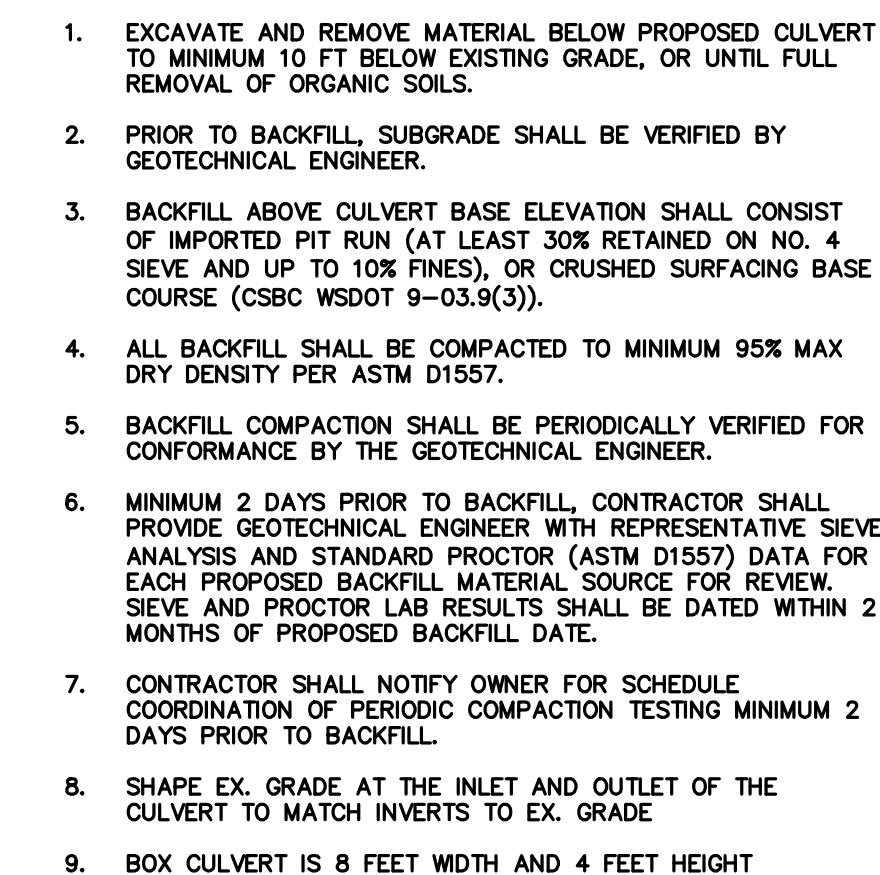 1. EXCAVATE AND REMOVE MATERIAL BELOW PROPOSED CULVERT
TO MINIMUM 10 FT BELOW EXISTING GRADE, OR UNTIL FULL
REMOVAL OF ORGANIC SOILS.
2. PRIOR TO BACKFILL, SUBGRADE SHALL BE VERIFIED BY
GEOTECHNICAL ENGINEER.
3. BACKFILL ABOVE CULVERT BASE ELEVATION SHALL CONSIST
OF IMPORTED PIT RUN (AT LEAST 30% RETAINED ON NO. 4
SIEVE AND UP TO 10% FINES), OR CRUSHED SURFACING BASE
COURSE (CSBC WSDOT 9-03.9(3)).
4. ALL BACKFILL SHALL BE COMPACTED TO MINIMUM 95% MAX
DRY DENSITY PER ASTM D1557.
5. BACKFILL COMPACTION SHALL BE PERIODICALLY VERIFIED FOR
CONFORMANCE BY THE GEOTECHNICAL ENGINEER.
6. MINIMUM 2 DAYS PRIOR TO BACKFILL, CONTRACTOR SHALL
PROVIDE GEOTECHNICAL ENGINEER WITH REPRESENTATIVE SIEVE
ANALYSIS AND STANDARD PROCTOR (ASTM D1557) DATA FOR
EACH PROPOSED BACKFILL MATERIAL SOURCE FOR REVIEW.
SIEVE AND PROCTOR LAB RESULTS SHALL BE DATED WITHIN 2
MONTHS OF PROPOSED BACKFILL DATE.
7. CONTRACTOR SHALL NOTIFY OWNER FOR SCHEDULE
COORDINATION OF PERIODIC COMPACTION TESTING MINIMUM 2
DAYS PRIOR TO BACKFILL.
8. SHAPE EX. GRADE AT THE INLET AND OUTLET OF THE
CULVERT TO MATCH INVERTS TO EX. GRADE
9. BOX CULVERT IS 8 FEET WIDTH AND 4 FEET HEIGHT